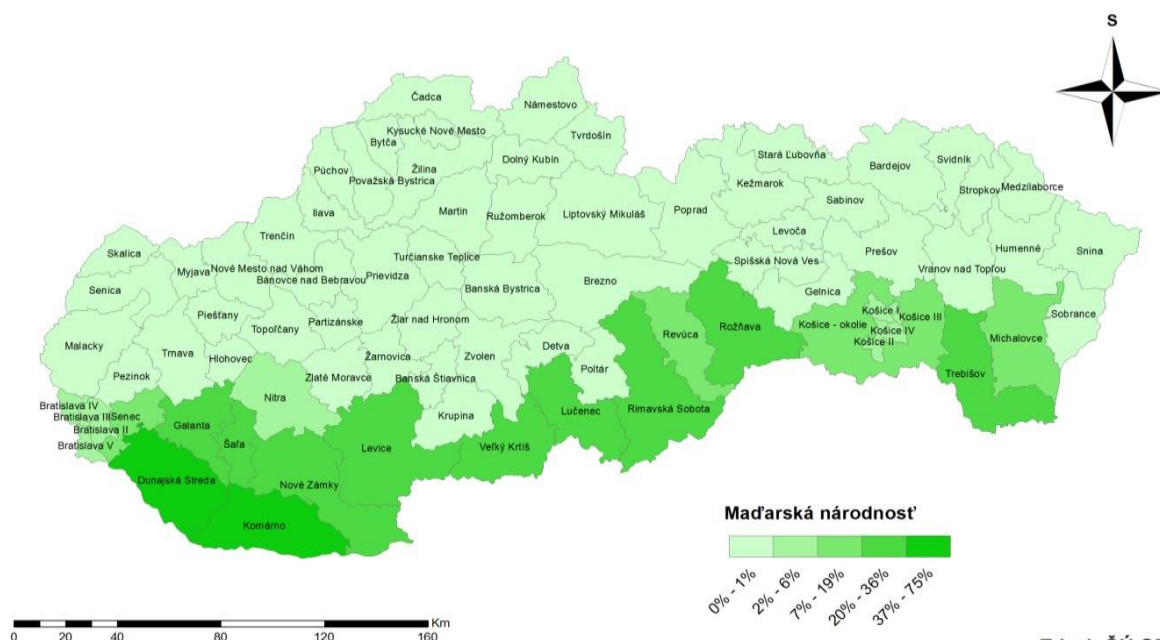 S
Čadca
Námestovo
Kysucké Nové Mesto
Tvrdošín
Bytča
Dolný Kubín
Stará Ľubovňa
Svidník
Bardejov
Púchov
Žilina
Považská Bystrica
Kežmarok
Stropkov
Medzilaborce
Sabinov
Ilava
Martin
Ružomberok
Liptovský Mikuláš
Poprad
Levoča
Trenčín
Prešov
Humenné
Snina
Skalica
Turčianske Teplice
Spišská Nová Ves
Myjava
Nové Mesto nad Váhom
Vranov nad Topľou
Bánovce nad Bebravou
Prievidza
Brezno
Senica
Banská Bystrica
Gelnica
Košice I
Sobrance
Piešťany
Partizánske
Žiar nad Hronom
Košice III
Topoľčany
Rožňava
Košice - okolie
Košice IV
Revúca
Michalovce
Malacky
Košice II
Trnava
Hlohovec
Žarnovica
Zvolen
Detva
Poltár
Trebišov
Pezinok
Zlaté Moravce
Banská Štiavnica
Nitra
Bratislava IV
Bratislava III
Senec
Krupina
Lučenec
Rimavská Sobota
Galanta
Bratislava II
Bratislava V
Šaľa
Levice
Veľký Krtíš
Dunajská Streda
Nové Zámky
Komárno
Maďarská národnosť
0% - 1%
2% - 6%
7% - 19%
20% - 36%
37% - 75%
Km
0 20 40 80 120 160